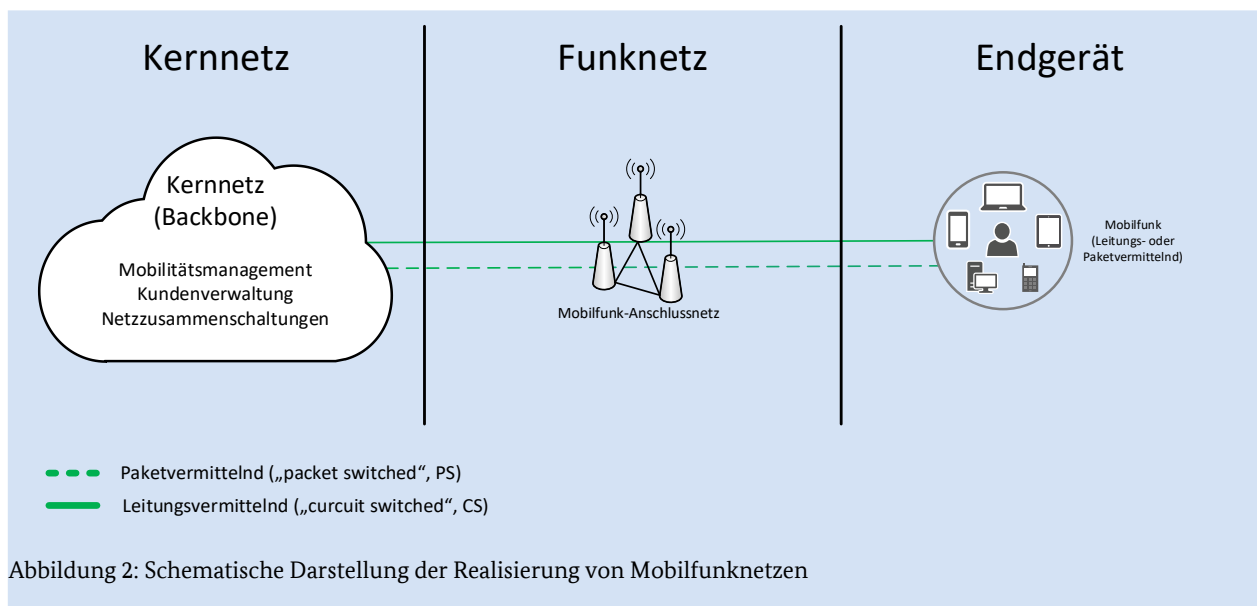 Kernnetz
Funknetz
Endgerät
Kernnetz
(Backbone)
Mobilitätsmanagement
Kundenverwaltung
Netzzusammenschaltungen
Mobilfunk-Anschlussnetz
Mobilfunk
(Leitungs- oder
Paketvermittelnd)
Paketvermittelnd („packet switched“, PS)
Leitungsvermittelnd („curcuit switched“, CS)
Abbildung 2: Schematische Darstellung der Realisierung von Mobilfunknetzen